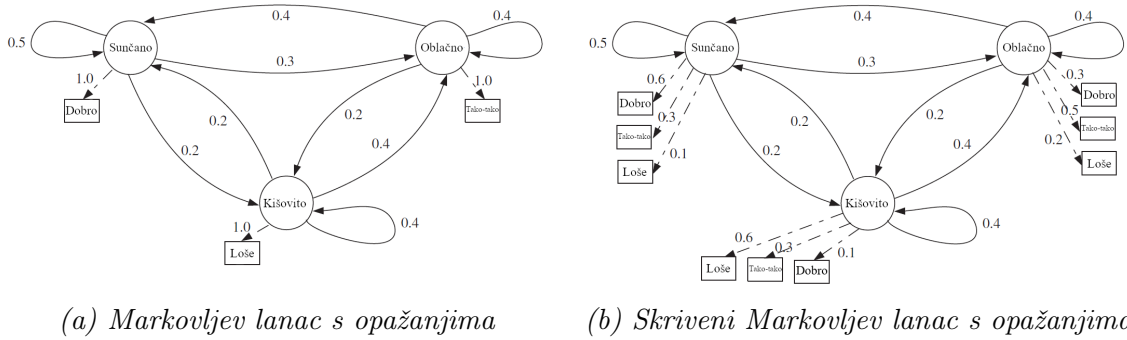 0.4
0.5
Sunčano
Oblačno
0.4
0.3
1.0
Dobro
1.0
Tako-tako
0.2
0.2
0.2
0.4
Kišovito
0.4
1.0
Loše
(a) Markovljev lanac s opažanjima
0.4
0.5
Sunčano
Oblačno
0.4
0.3
0.6
Dobro
0.3
Tako-tako
0.1
Loše
0.3
Dobro
0.5
Tako-tako
0.2
Loše
0.2
0.2
0.2
0.4
Kišovito
0.4
0.6
Loše
0.3
Tako-tako
0.1
Dobro
(b) Skriveni Markovljev lanac s opažanjima